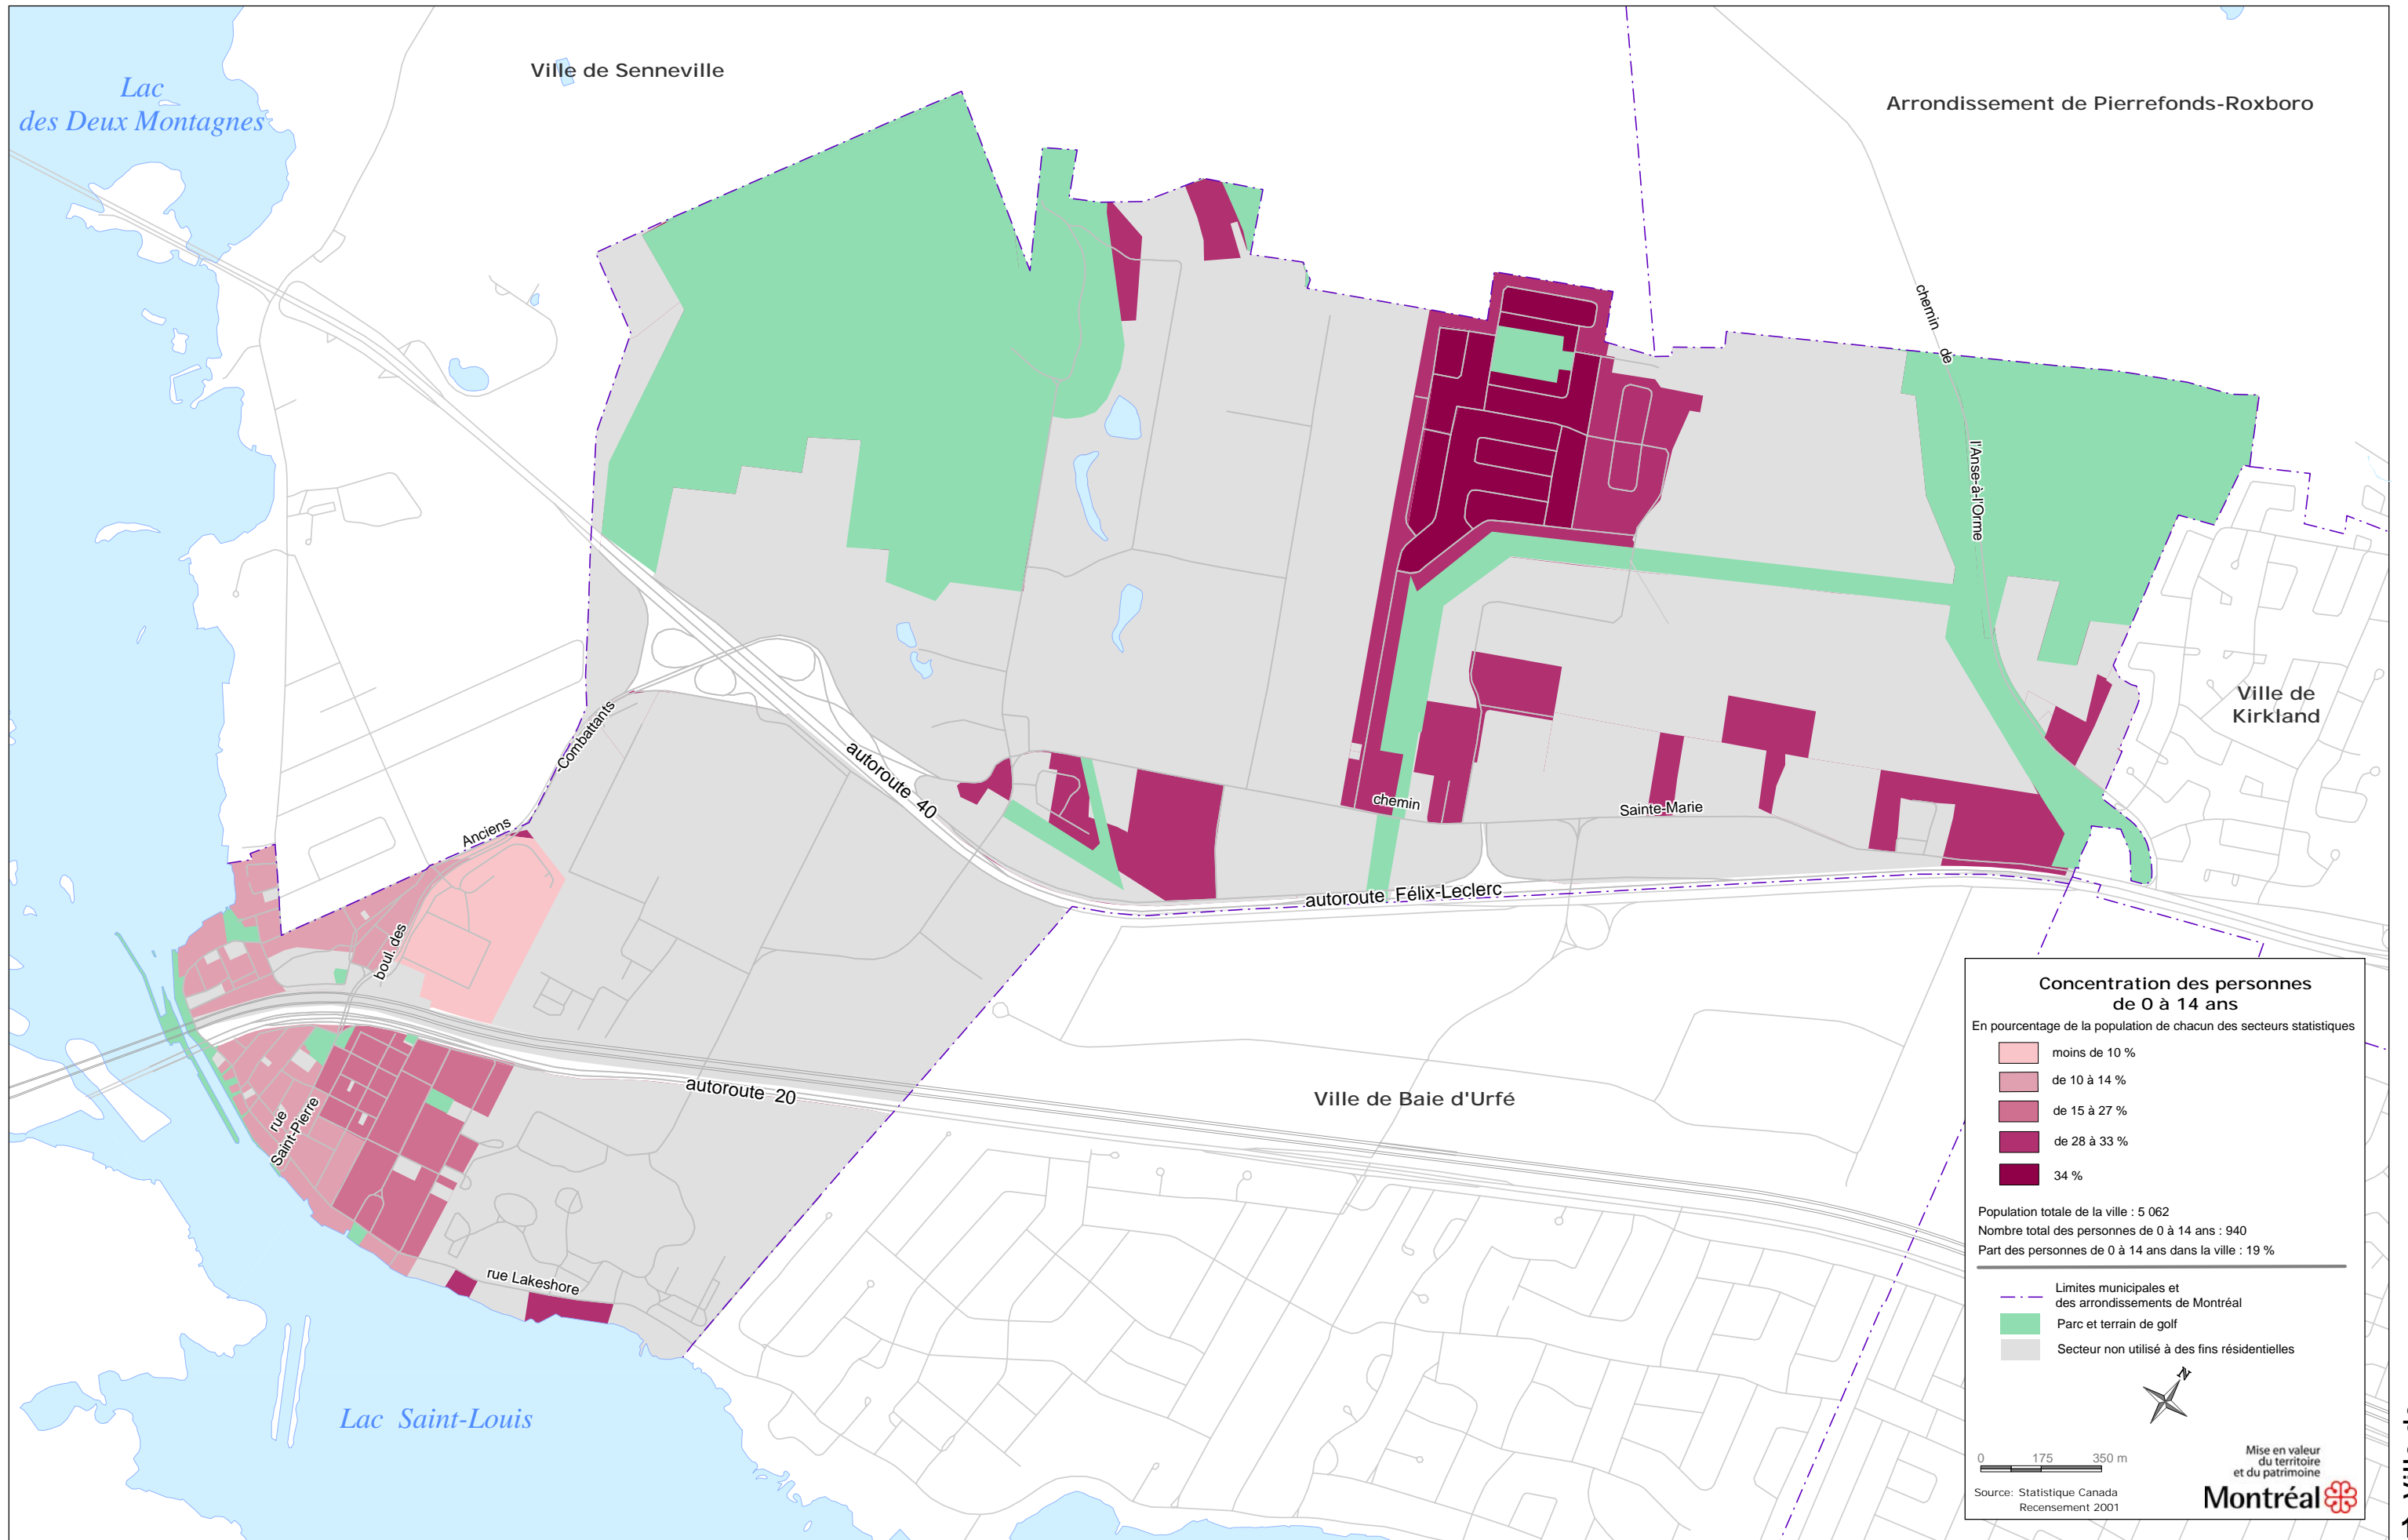 Lac
des Deux Montagnes
Ville de Senneville
Arrondissement de Pierrefonds-Roxboro
chemin
de
l'Anse-à-l'Orme
Ville de
Kirkland
-Combattants
autoroute 40
Anciens
boul. des
chemin
Sainte-Marie
autoroute Félix-Leclerc
autoroute 20
rue
Saint-Pierre
rue Lakeshore
Ville de Baie d'Urfé
Lac Saint-Louis
Concentration des personnes
de 0 à 14 ans
En pourcentage de la population de chacun des secteurs statistiques
moins de 10 %
de 10 à 14 %
de 15 à 27 %
de 28 à 33 %
34 %
Population totale de la ville : 5 062
Nombre total des personnes de 0 à 14 ans : 940
Part des personnes de 0 à 14 ans dans la ville : 19 %
Limites municipales et
des arrondissements de Montréal
Parc et terrain de golf
Secteur non utilisé à des fins résidentielles
N
0 175 350 m
Source: Statistique Canada
Recensement 2001
Mise en valeur
du territoire
et du patrimoine
Montréal